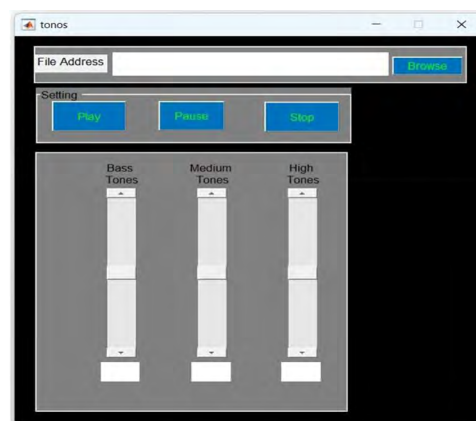 tonos
File Address
Browse
Setting
Play
Pause
Stop
Bass
Tones
Medium
Tones
High
Tones